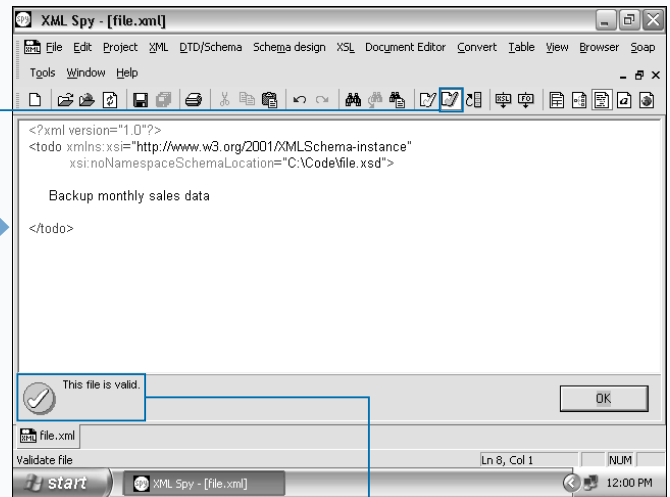 XML Spy - [file.xml]
File Edit Project XML DTD/Schema Schema design XSL Document Editor Convert Table View Browser Soap
Tools Window Help
<?xml version="1.0"?>
<todo xmlns:xsi="http://www.w3.org/2001/XMLSchema-instance"
xsi:noNamespaceSchemaLocation="C:\Code\file.xsd">
Backup monthly sales data
</todo>
This file is valid.
OK
file.xml
Validate file Ln 8, Col 1 NUM
start XML Spy - [file.xml] 12:00 PM